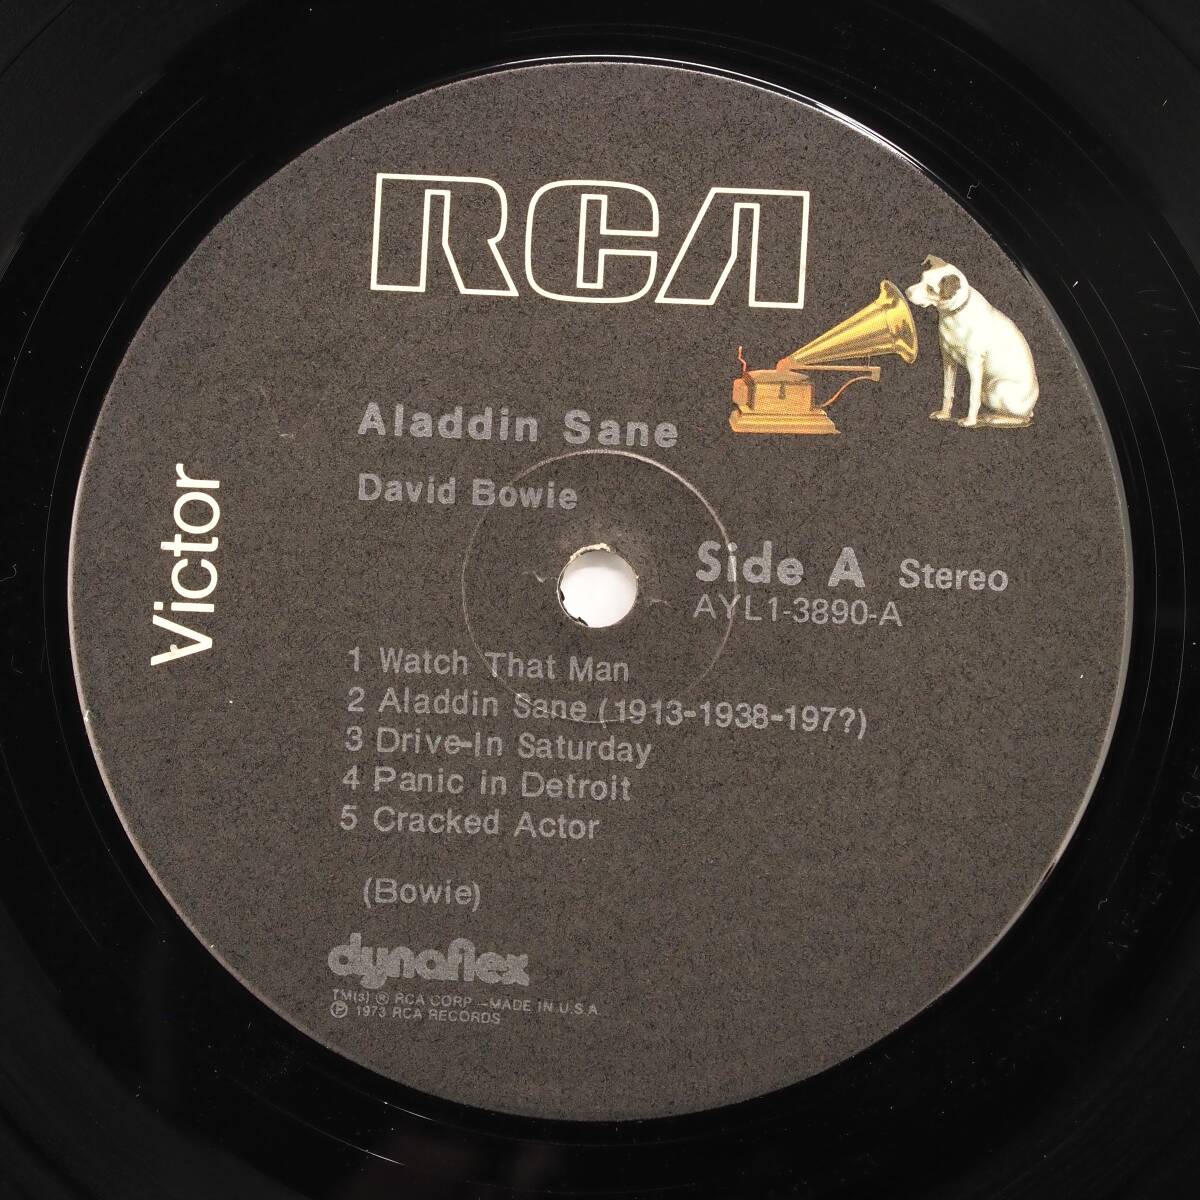 RCA
Victor
Aladdin Sane
David Bowie
Side A Stereo
AYL1-3890-A
1 Watch That Man
2 Aladdin Sane (1913-1938-197?)
3 Drive-In Saturday
4 Panic in Detroit
5 Cracked Actor
(Bowie)
dynaflex
TM(s) ® RCA CORP.—MADE IN U.S.A.
℗ 1973 RCA RECORDS